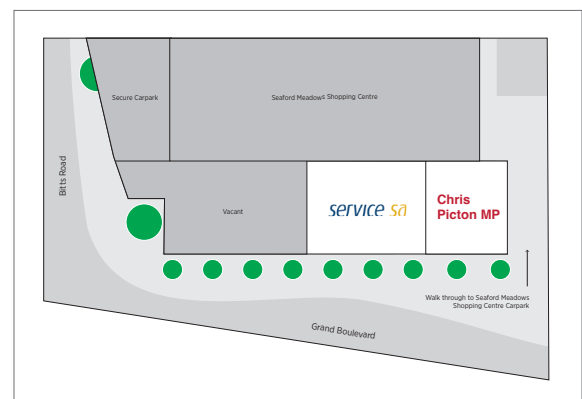 Secure Carpark
Seaford Meadows Shopping Centre
Bitts Road
Vacant
service sa
Chris
Picton MP
Walk through to Seaford Meadows
Shopping Centre Carpark
Grand Boulevard